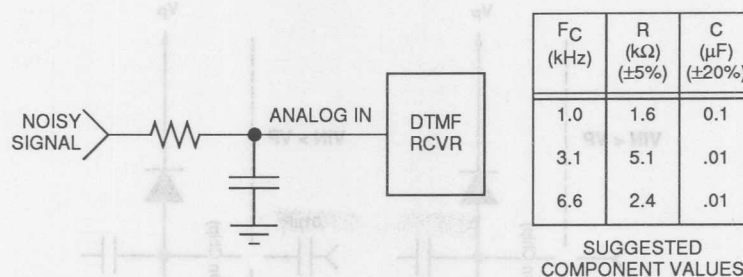 NOISY
SIGNAL
ANALOG IN
DTMF
RCVR
FC
(kHz)
R
(kΩ)
(±5%)
C
(µF)
(±20%)
1.0 1.6 0.1
3.1 5.1 .01
6.6 2.4 .01
SUGGESTED
COMPONENT VALUES